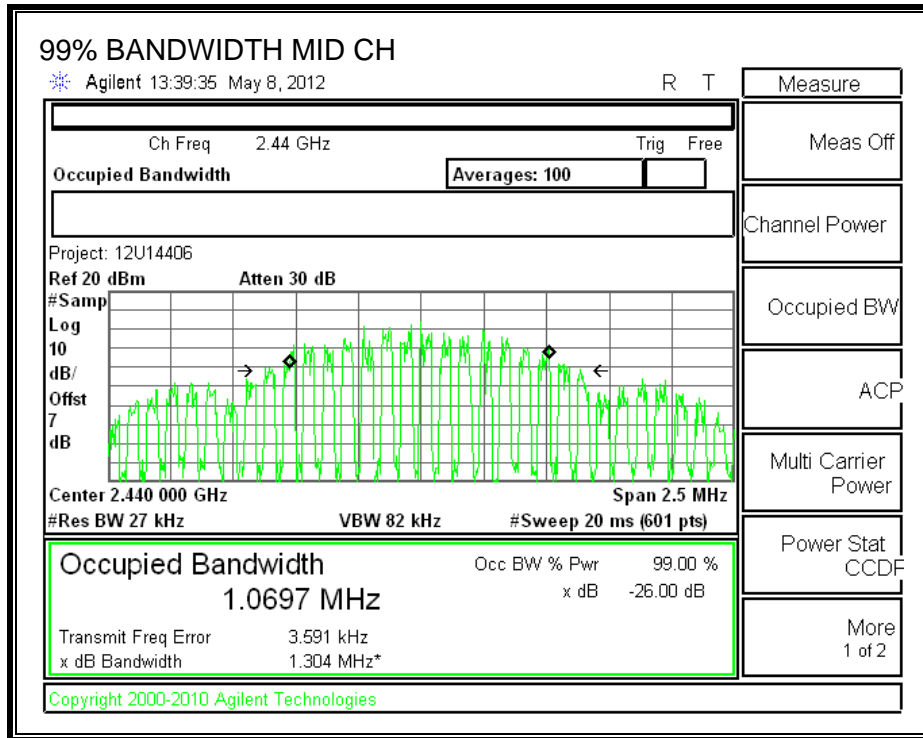 99% BANDWIDTH MID CH
Agilent 13:39:35 May 8, 2012 R T
Ch Freq 2.44 GHz Trig Free
Occupied Bandwidth Averages: 100
Project: 12U14406
Ref 20 dBm Atten 30 dB
#Samp
Log
10
dB/
Offst
7
dB
Center 2.440 000 GHz Span 2.5 MHz
#Res BW 27 kHz VBW 82 kHz #Sweep 20 ms (601 pts)
Occupied Bandwidth Occ BW % Pwr 99.00 %
1.0697 MHz x dB -26.00 dB
Transmit Freq Error 3.591 kHz
x dB Bandwidth 1.304 MHz*
Copyright 2000-2010 Agilent Technologies
Measure
Meas Off
Channel Power
Occupied BW
ACP
Multi Carrier
Power
Power Stat
CCDF
More
1 of 2